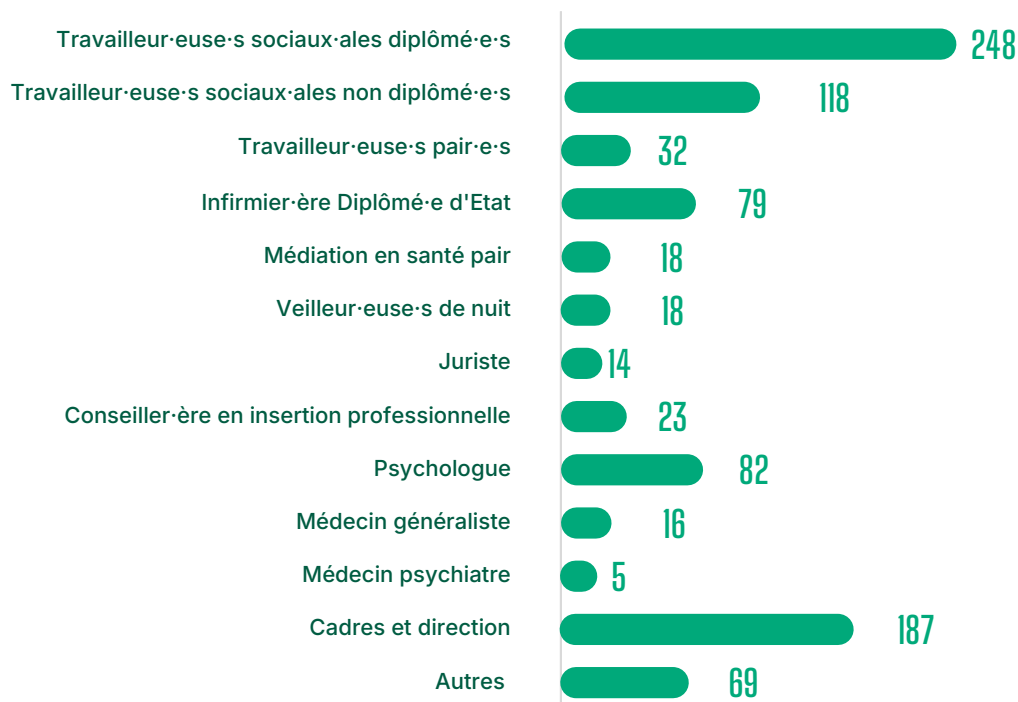 Travailleur·euse·s sociaux·ales diplômé·e·s 248
Travailleur·euse·s sociaux·ales non diplômé·e·s 118
Travailleur·euse·s pair·e·s 32
Infirmier·ère Diplômé·e d'Etat 79
Médiation en santé pair 18
Veilleur·euse·s de nuit 18
Juriste 14
Conseiller·ère en insertion professionnelle 23
Psychologue 82
Médecin généraliste 16
Médecin psychiatre 5
Cadres et direction 187
Autres 69